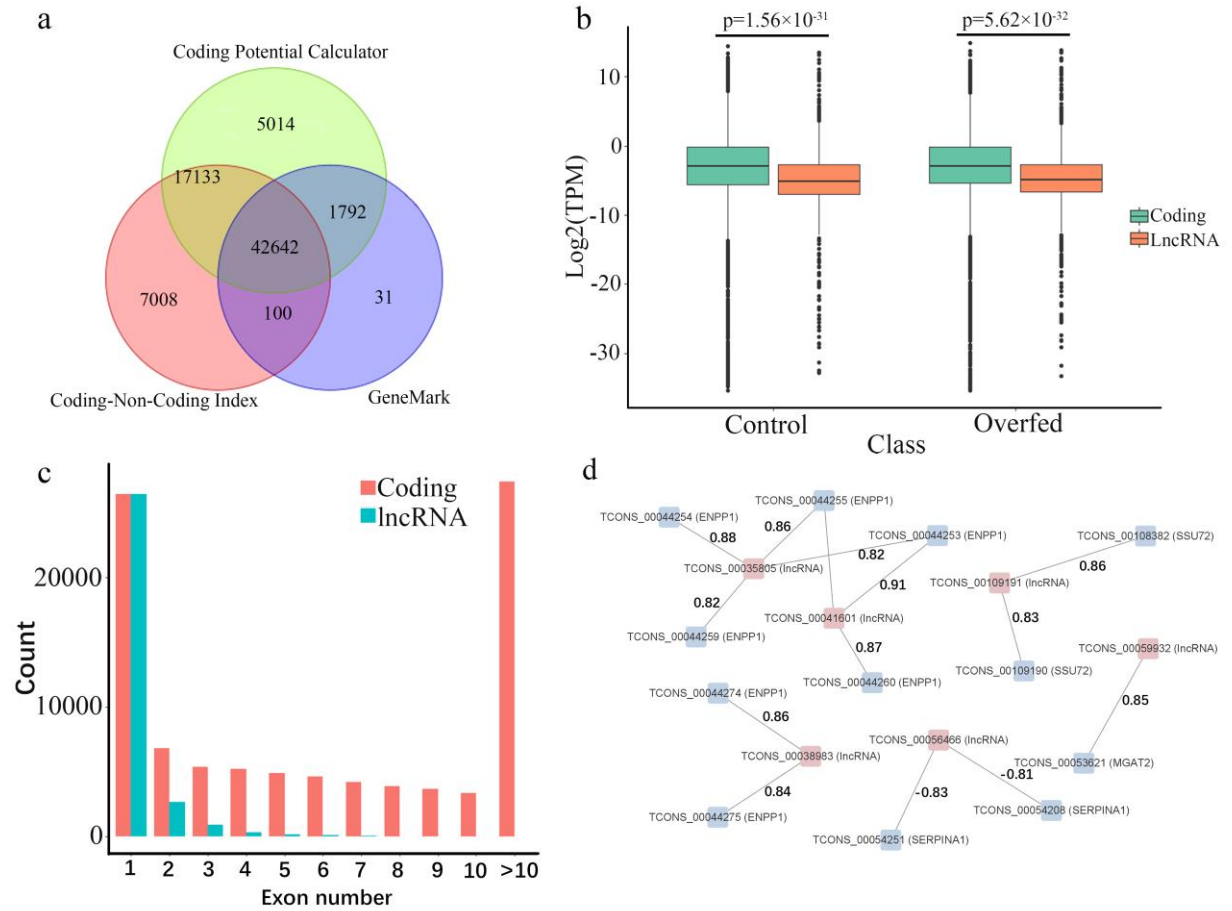 a
Coding Potential Calculator
5014
17133
1792
42642
7008
100
31
Coding-Non-Coding Index
GeneMark
b
p=1.56×10-31
p=5.62×10-32
10
0
-10
-20
-30
Log2(TPM)
Control
Overfed
Class
Coding
LncRNA
c
Coding
lncRNA
20000
10000
0
Count
1 2 3 4 5 6 7 8 9 10 >10
Exon number
d
TCONS_00044255 (ENPP1)
TCONS_00044254 (ENPP1)
0.86
0.88
TCONS_00044253 (ENPP1)
TCONS_00108382 (SSU72)
0.82
TCONS_00035805 (lncRNA)
0.86
TCONS_00109191 (lncRNA)
0.91
0.82
TCONS_00041601 (lncRNA)
0.83
TCONS_00044259 (ENPP1)
0.87
TCONS_00059932 (lncRNA)
TCONS_00109190 (SSU72)
TCONS_00044260 (ENPP1)
TCONS_00044274 (ENPP1)
0.85
0.86
TCONS_00056466 (lncRNA)
TCONS_00038983 (lncRNA)
TCONS_00053621 (MGAT2)
-0.81
0.84
-0.83
TCONS_00054208 (SERPINA1)
TCONS_00044275 (ENPP1)
TCONS_00054251 (SERPINA1)